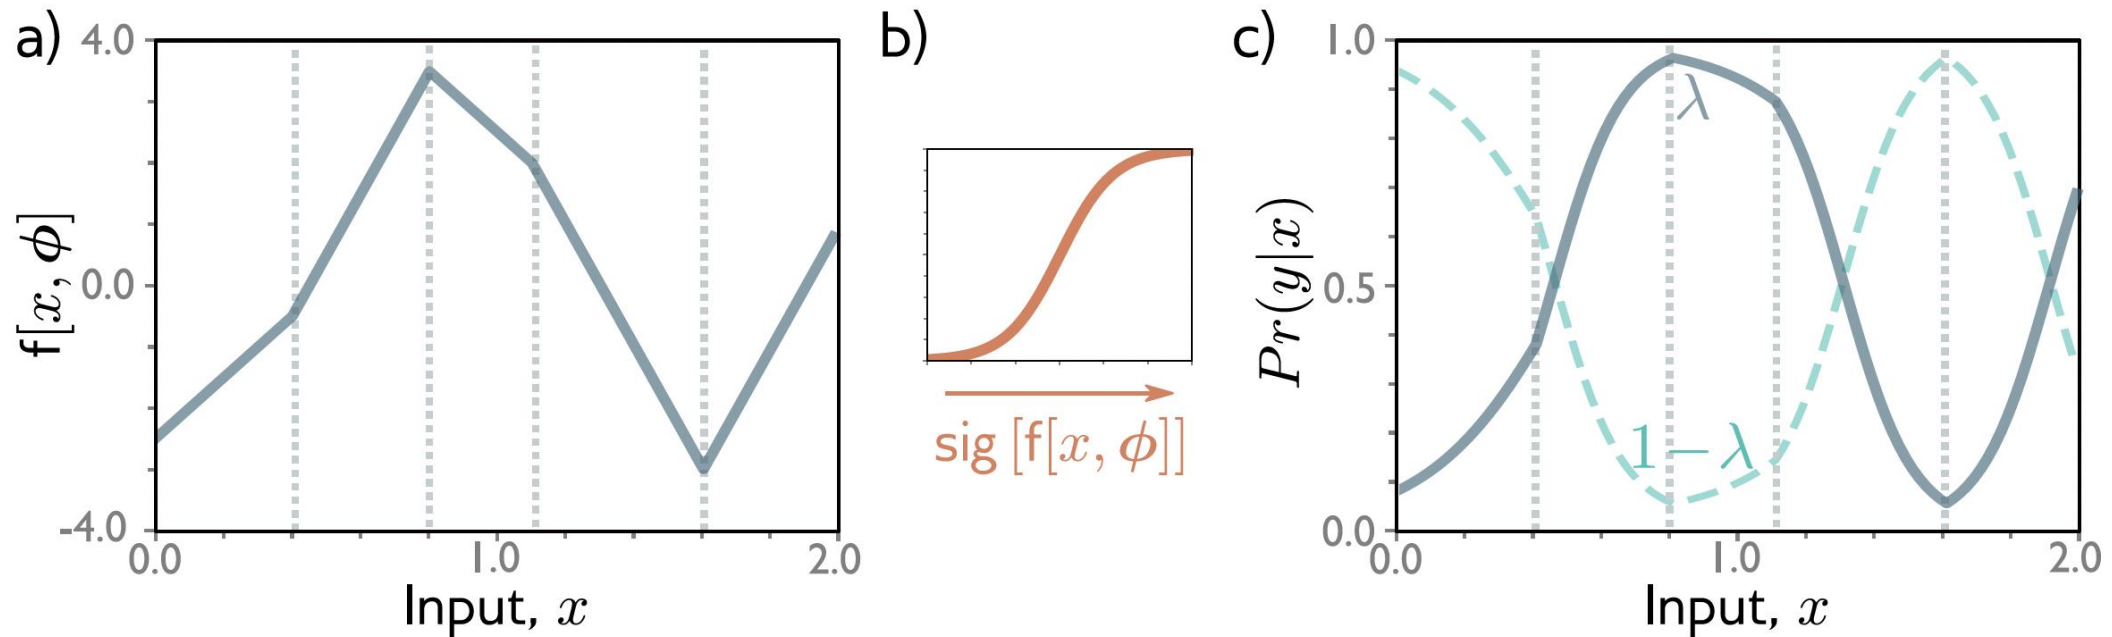 a)
4.0
0.0
-4.0
f[x, ϕ]
0.0 1.0 2.0
Input, x
b)
sig [f[x, ϕ]]
c)
1.0
0.5
0.0
Pr(y|x)
λ
1−λ
0.0 1.0 2.0
Input, x